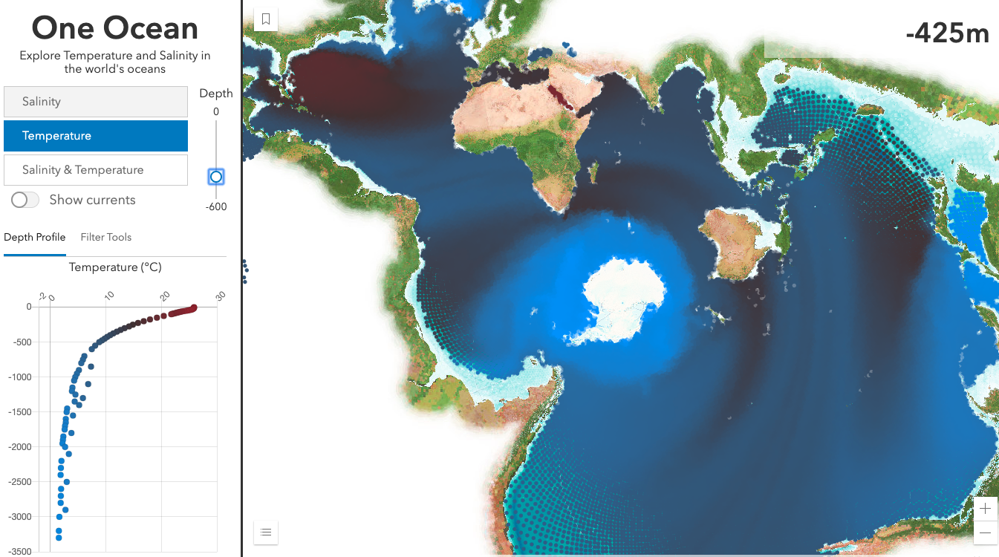 One Ocean
Explore Temperature and Salinity in
the world's oceans
Salinity
Temperature
Salinity & Temperature
Show currents
Depth
0
-600
Depth Profile
Filter Tools
Temperature (°C)
-2
0
10
20
30
0
-500
-1000
-1500
-2000
-2500
-3000
-3500
-425m